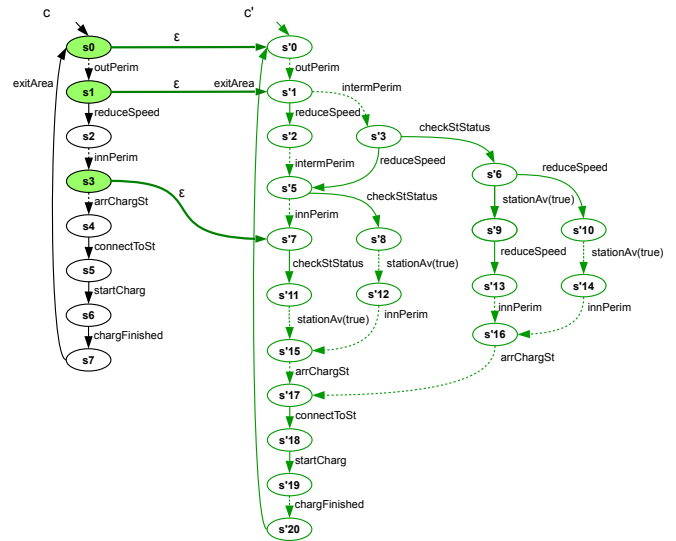 c
c'
s0
ε
s'0
outPerim
outPerim
exitArea
s1
ε
exitArea
s'1
intermPerim
reduceSpeed
reduceSpeed
s2
s'2
s'3
checkStStatus
innPerim
intermPerim
reduceSpeed
s3
s'5
s'6
reduceSpeed
ε
checkStStatus
arrChargSt
innPerim
stationAv(true)
s4
s'7
s'8
s'9
s'10
connectToSt
reduceSpeed
stationAv(true)
s5
checkStStatus
stationAv(true)
startCharg
s'11
s'12
s'13
s'14
s6
stationAv(true)
innPerim
innPerim
innPerim
chargFinished
s'16
s7
s'15
arrChargSt
arrChargSt
s'17
connectToSt
s'18
startCharg
s'19
chargFinished
s'20